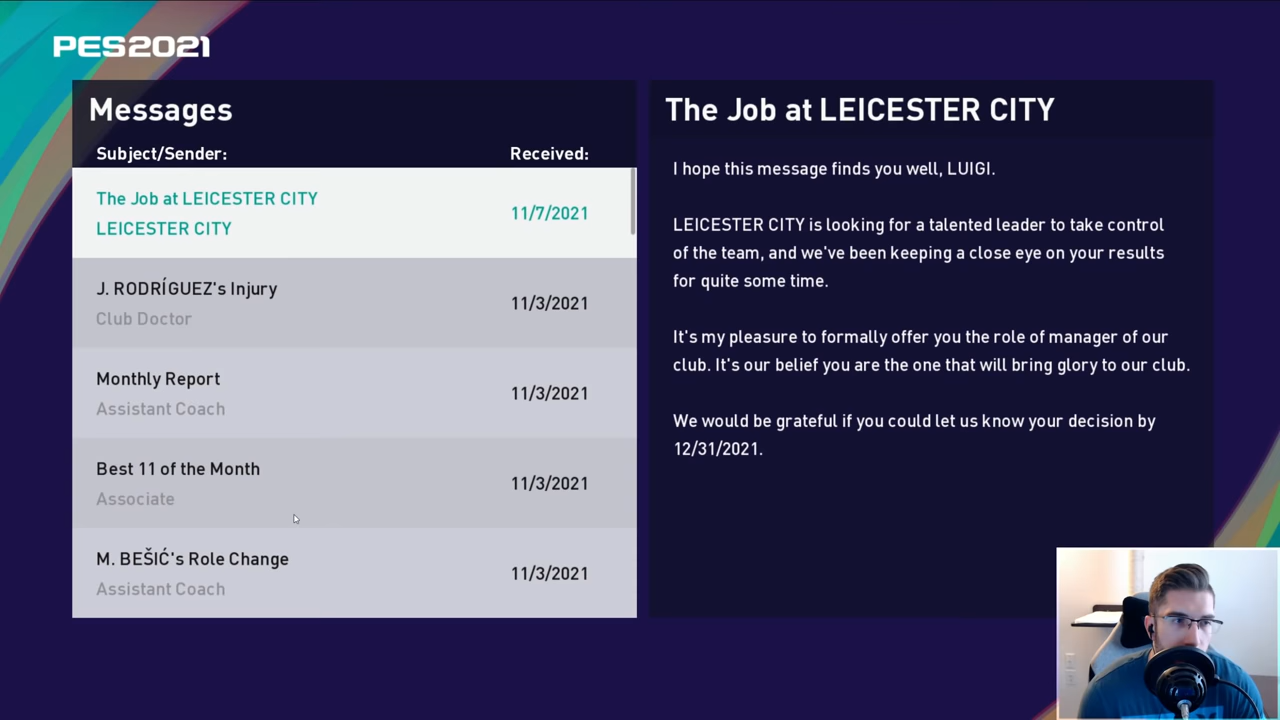 PES2021
Messages
Subject/Sender:
Received:
The Job at LEICESTER CITY
LEICESTER CITY
11/7/2021
J. RODRÍGUEZ's Injury
Club Doctor
11/3/2021
Monthly Report
Assistant Coach
11/3/2021
Best 11 of the Month
Associate
11/3/2021
M. BEŠIĆ's Role Change
Assistant Coach
11/3/2021
The Job at LEICESTER CITY
I hope this message finds you well, LUIGI.
LEICESTER CITY is looking for a talented leader to take control
of the team, and we've been keeping a close eye on your results
for quite some time.
It's my pleasure to formally offer you the role of manager of our
club. It's our belief you are the one that will bring glory to our club.
We would be grateful if you could let us know your decision by
12/31/2021.